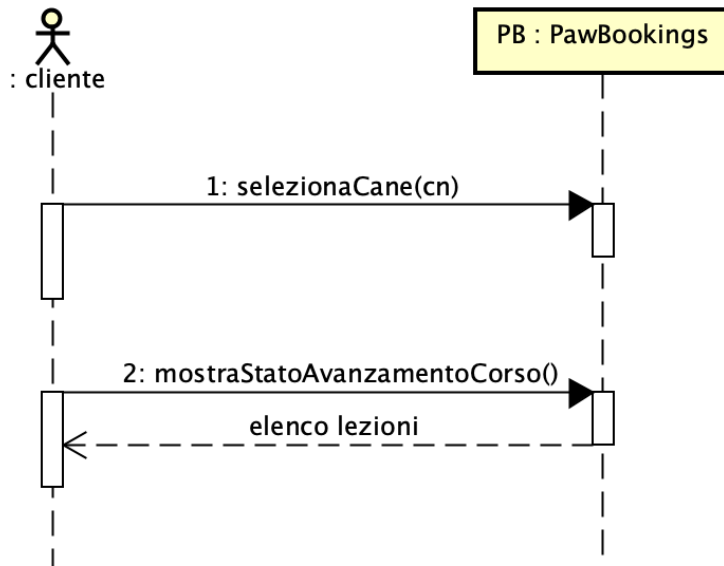 : cliente
PB : PawBookings
1: selezionaCane(cn)
2: mostraStatoAvanzamentoCorso()
elenco lezioni